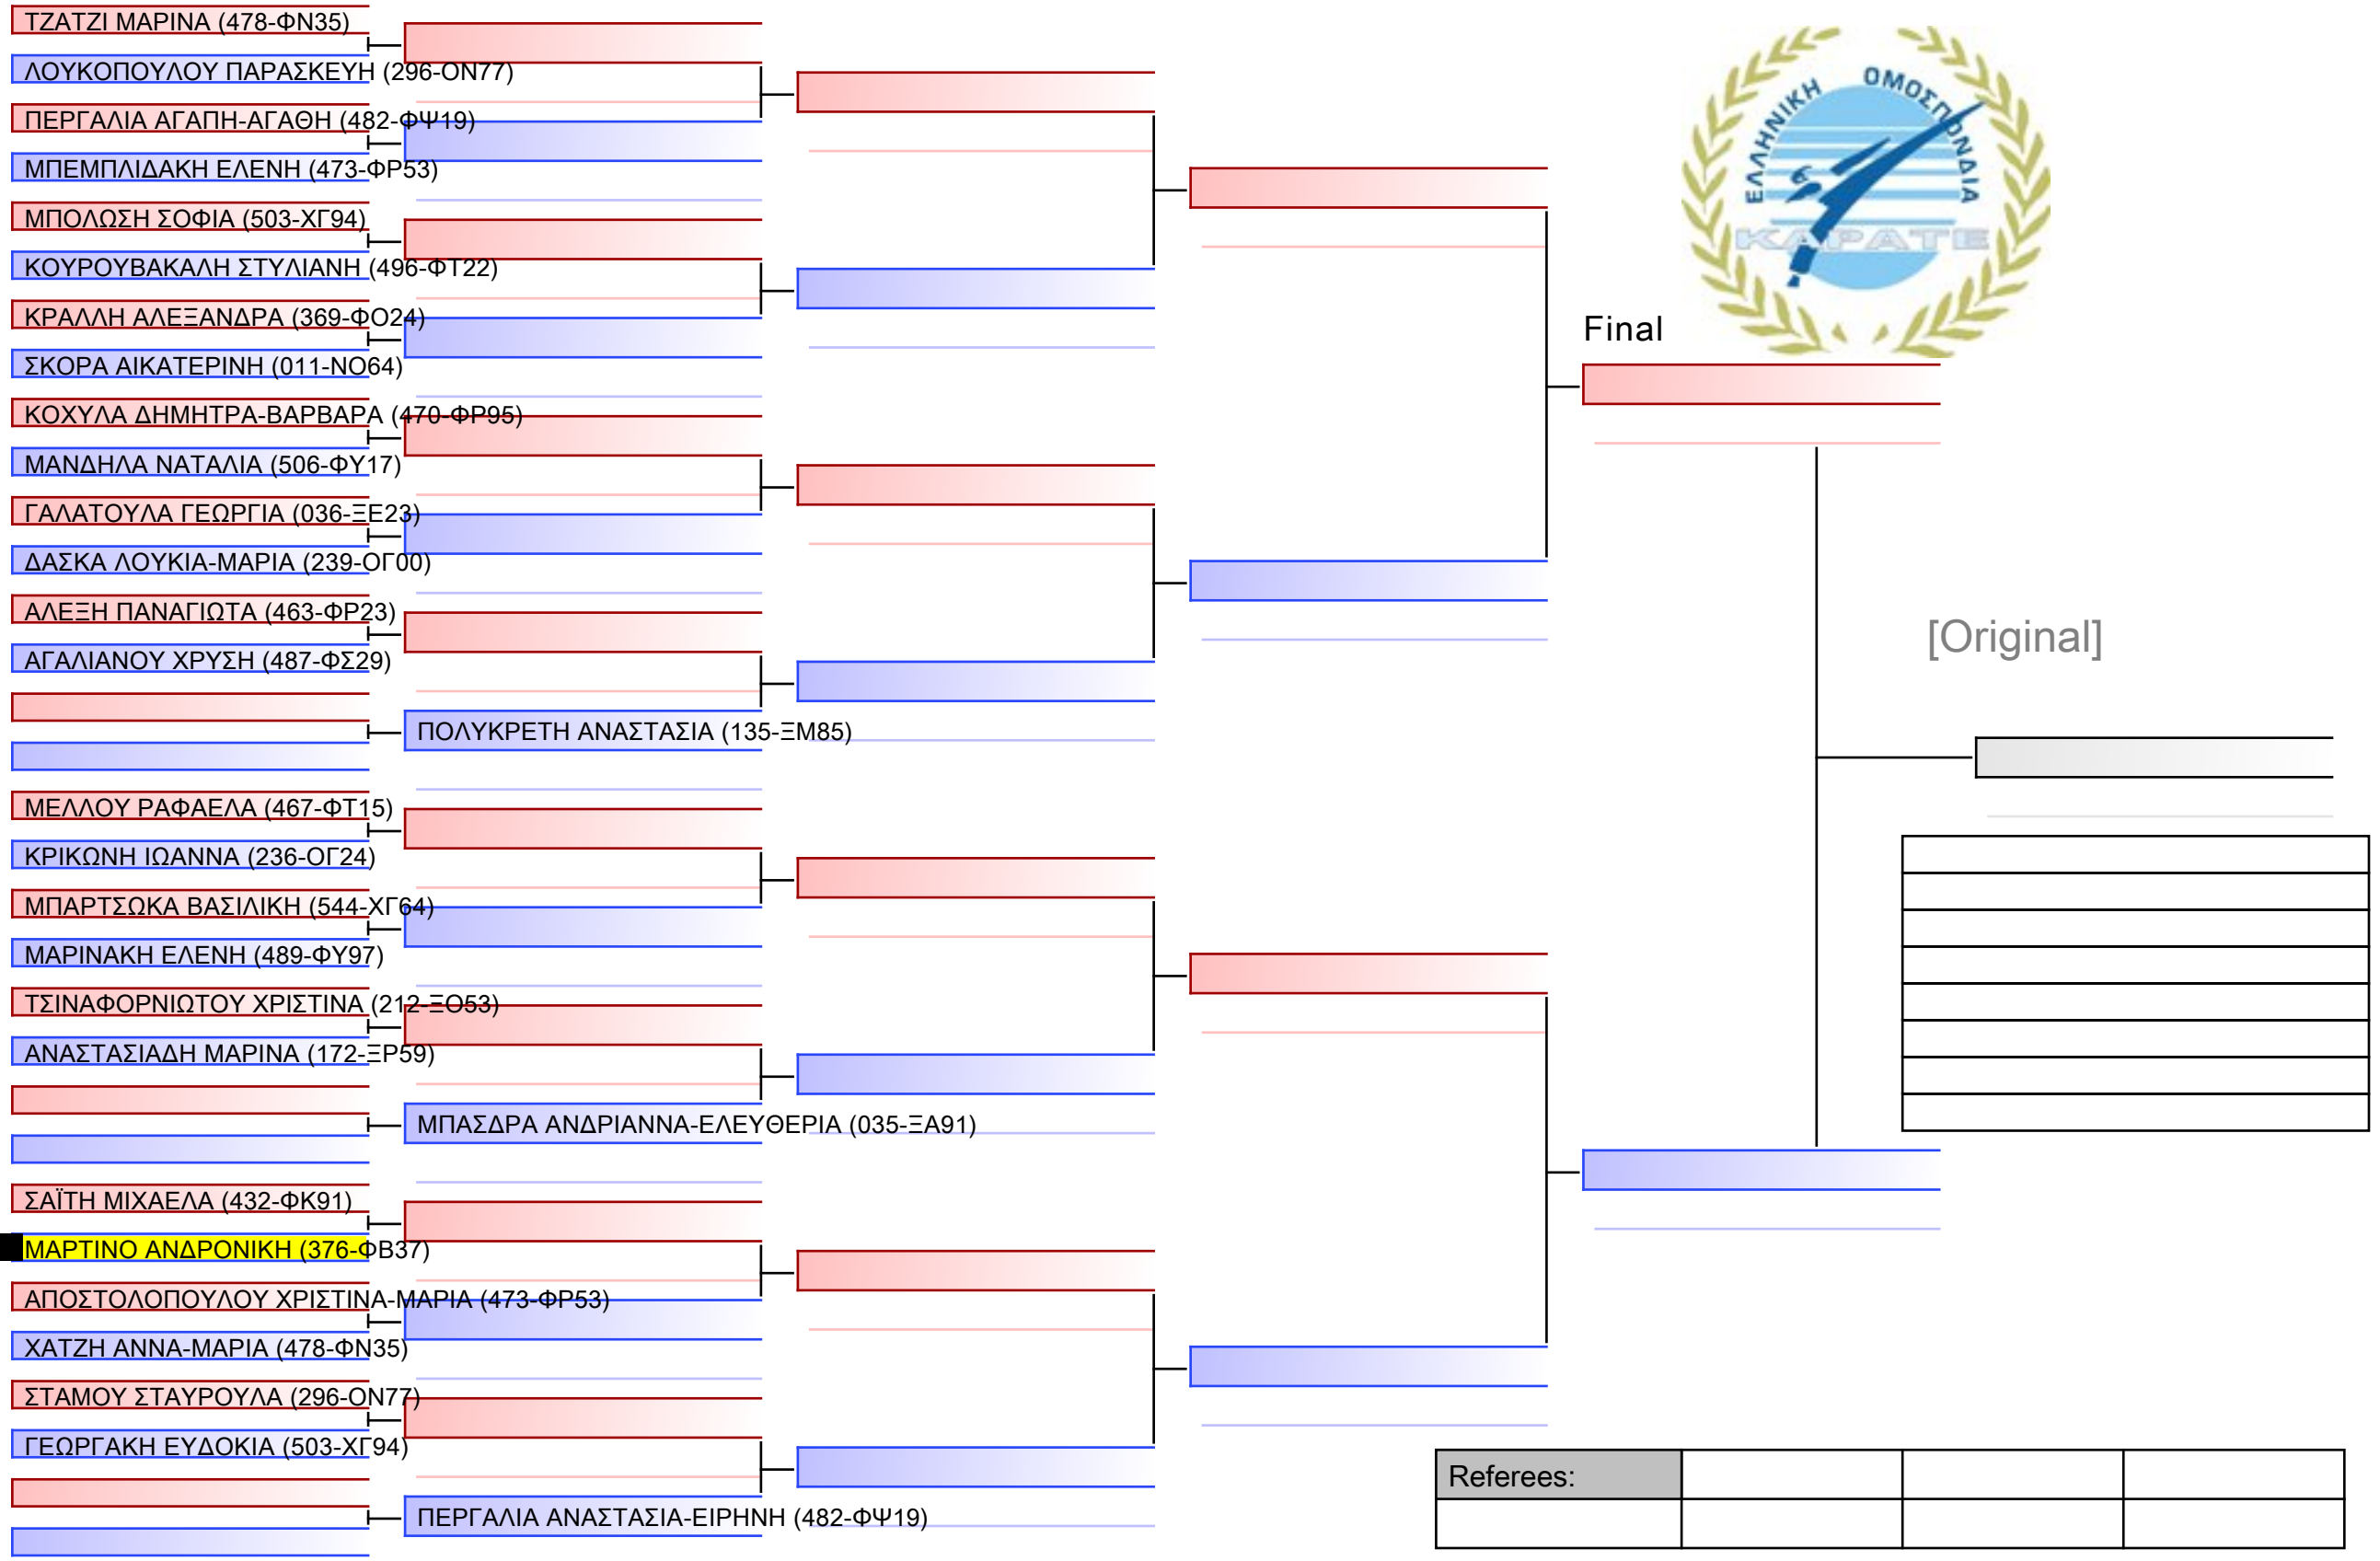 ΤΖΑΤΖΙ ΜΑΡΙΝΑ (478-ΦΝ35)
ΛΟΥΚΟΠΟΥΛΟΥ ΠΑΡΑΣΚΕΥΗ (296-ΟΝ77)
ΠΕΡΓΑΛΙΑ ΑΓΑΠΗ-ΑΓΑΘΗ (482-ΦΨ19)
ΜΠΕΜΠΛΙΔΑΚΗ ΕΛΕΝΗ (473-ΦΡ53)
ΜΠΟΛΩΣΗ ΣΟΦΙΑ (503-ΧΓ94)
ΚΟΥΡΟΥΒΑΚΑΛΗ ΣΤΥΛΙΑΝΗ (496-ΦΤ22)
ΚΡΑΛΛΗ ΑΛΕΞΑΝΔΡΑ (369-ΦΟ24)
ΣΚΟΡΑ ΑΙΚΑΤΕΡΙΝΗ (011-ΝΟ64)
ΚΟΧΥΛΑ ΔΗΜΗΤΡΑ-ΒΑΡΒΑΡΑ (470-ΦΡ95)
ΜΑΝΔΗΛΑ ΝΑΤΑΛΙΑ (506-ΦΥ17)
ΓΑΛΑΤΟΥΛΑ ΓΕΩΡΓΙΑ (036-ΞΕ23)
ΔΑΣΚΑ ΛΟΥΚΙΑ-ΜΑΡΙΑ (239-ΟΓ00)
ΑΛΕΞΗ ΠΑΝΑΓΙΩΤΑ (463-ΦΡ23)
ΑΓΑΛΙΑΝΟΥ ΧΡΥΣΗ (487-ΦΣ29)
ΠΟΛΥΚΡΕΤΗ ΑΝΑΣΤΑΣΙΑ (135-ΞΜ85)
ΜΕΛΛΟΥ ΡΑΦΑΕΛΑ (467-ΦΤ15)
ΚΡΙΚΩΝΗ ΙΩΑΝΝΑ (236-ΟΓ24)
ΜΠΑΡΤΣΩΚΑ ΒΑΣΙΛΙΚΗ (544-ΧΓ64)
ΜΑΡΙΝΑΚΗ ΕΛΕΝΗ (489-ΦΥ97)
ΤΣΙΝΑΦΟΡΝΙΩΤΟΥ ΧΡΙΣΤΙΝΑ (212-ΞΟ53)
ΑΝΑΣΤΑΣΙΑΔΗ ΜΑΡΙΝΑ (172-ΞΡ59)
ΜΠΑΣΔΡΑ ΑΝΔΡΙΑΝΝΑ-ΕΛΕΥΘΕΡΙΑ (035-ΞΑ91)
ΣΑΪΤΗ ΜΙΧΑΕΛΑ (432-ΦΚ91)
ΜΑΡΤΙΝΟ ΑΝΔΡΟΝΙΚΗ (376-ΦΒ37)
ΑΠΟΣΤΟΛΟΠΟΥΛΟΥ ΧΡΙΣΤΙΝΑ-ΜΑΡΙΑ (473-ΦΡ53)
ΧΑΤΖΗ ΑΝΝΑ-ΜΑΡΙΑ (478-ΦΝ35)
ΣΤΑΜΟΥ ΣΤΑΥΡΟΥΛΑ (296-ΟΝ77)
ΓΕΩΡΓΑΚΗ ΕΥΔΟΚΙΑ (503-ΧΓ94)
ΠΕΡΓΑΛΙΑ ΑΝΑΣΤΑΣΙΑ-ΕΙΡΗΝΗ (482-ΦΨ19)
ΕΛΛΗΝΙΚΗ ΟΜΟΣΠΟΝΔΙΑ
ΚΑΡΑΤΕ
Final
[Original]
Referees: